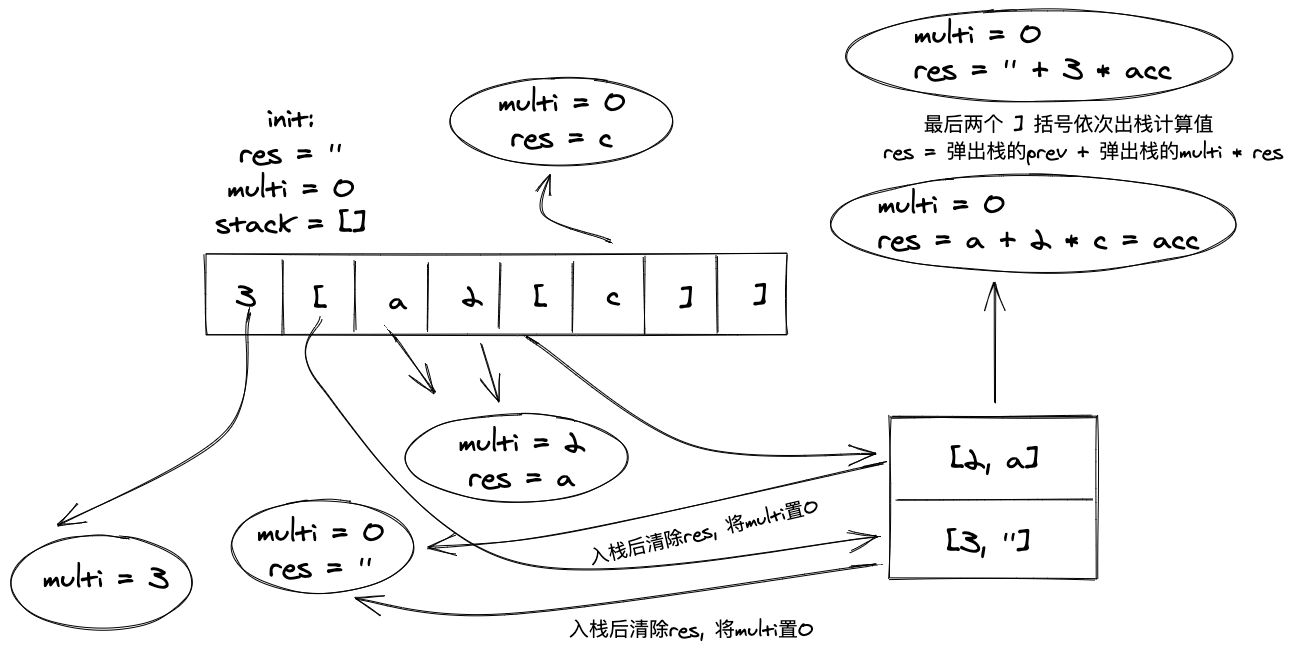 multi = 0
res = '' + 3 * acc
最后两个 ] 括号依次出栈计算值
res = 弹出栈的prev + 弹出栈的multi * res
multi = 0
res = a + 2 * c = acc
multi = 0
res = c
init:
res = ''
multi = 0
stack = []
3 [ a 2 [ c ] ]
multi = 2
res = a
[2, a]
[3, '']
入栈后清除res, 将multi置0
multi = 0
res = ''
multi = 3
入栈后清除res, 将multi置0